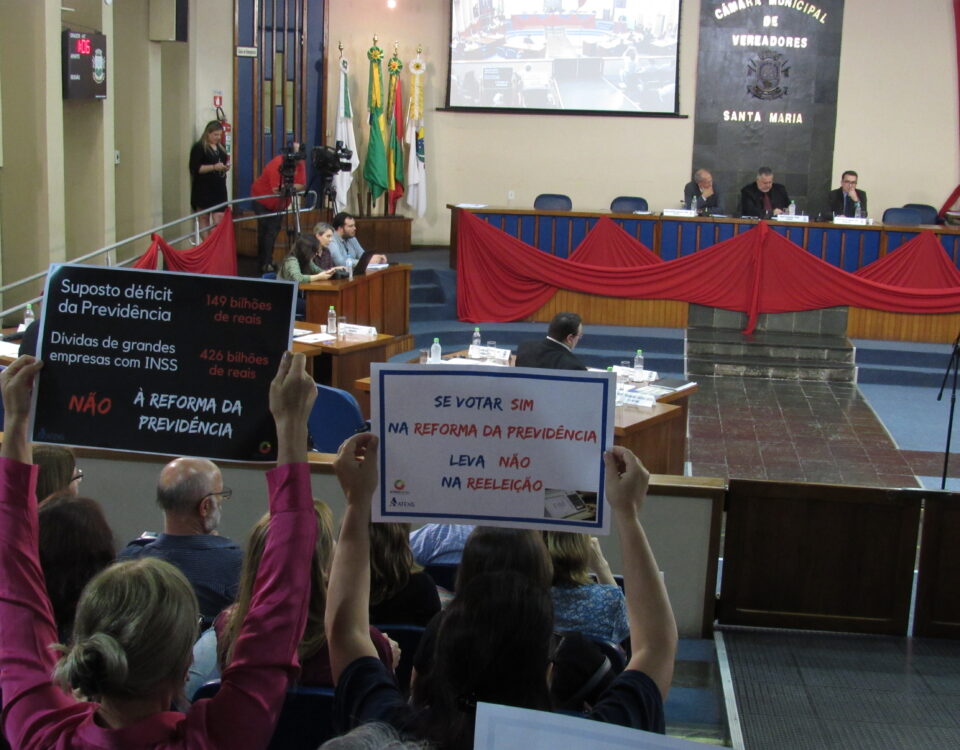 CÂMARA MUNICIPAL
DE
VEREADORES
SANTA MARIA
Suposto déficit
da Previdência
149 bilhões
de reais
Dívidas de grandes
empresas com INSS
426 bilhões
de reais
NÃO
À REFORMA DA
PREVIDÊNCIA
SE VOTAR SIM
NA REFORMA DA PREVIDÊNCIA
LEVA NÃO
NA REELEIÇÃO
ATENS